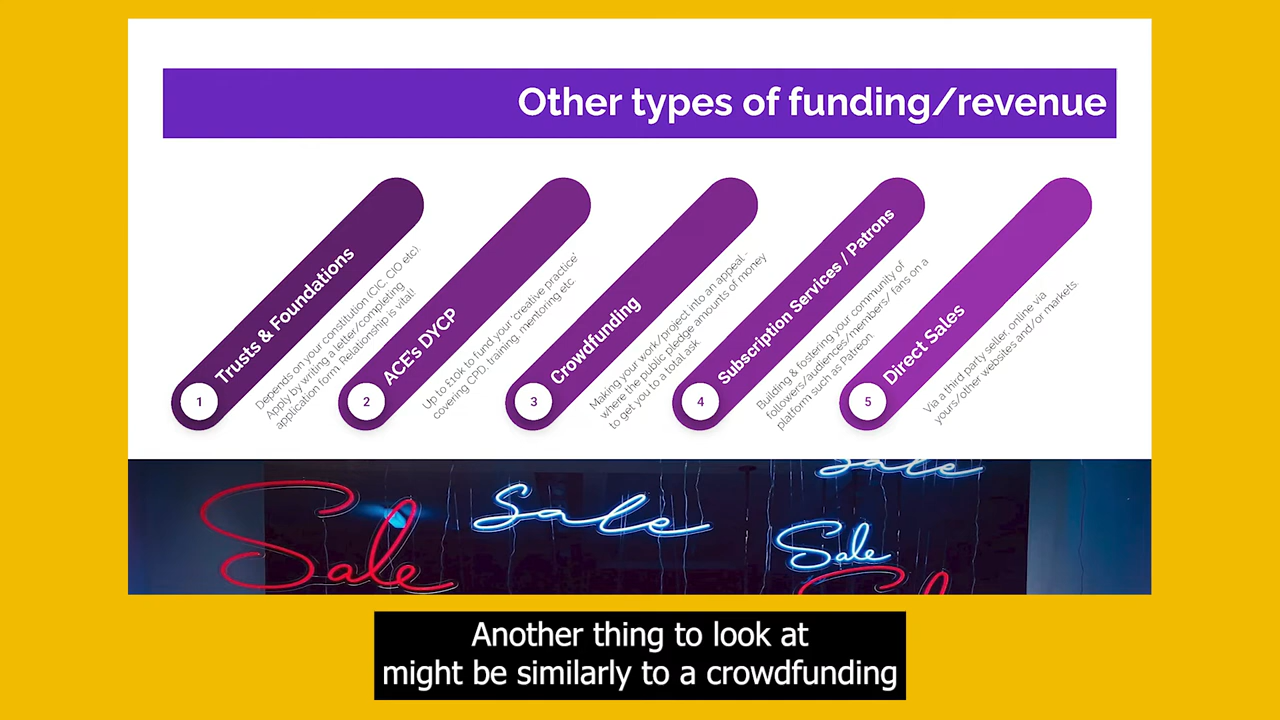 Other types of funding/revenue
1
Trusts & Foundations
Depends on your constitution (CIC, CIO etc).
Apply by writing a letter/completing
application form. Relationship is vital!
2
ACE's DYCP
Up to £10k to fund your 'creative practice'
covering CPD, training, mentoring etc.
3
Crowdfunding
Making your work/project into an appeal -
where the public pledge amounts of money
to get you to a total ask
4
Subscription Services / Patrons
Building & fostering your community of
followers/audiences/members/ fans on a
platform such as Patreon
5
Direct Sales
Via a third party seller, online via
yours/other websites and/or markets.
Sale
Sale
Sale
Sale
Another thing to look at
might be similarly to a crowdfunding